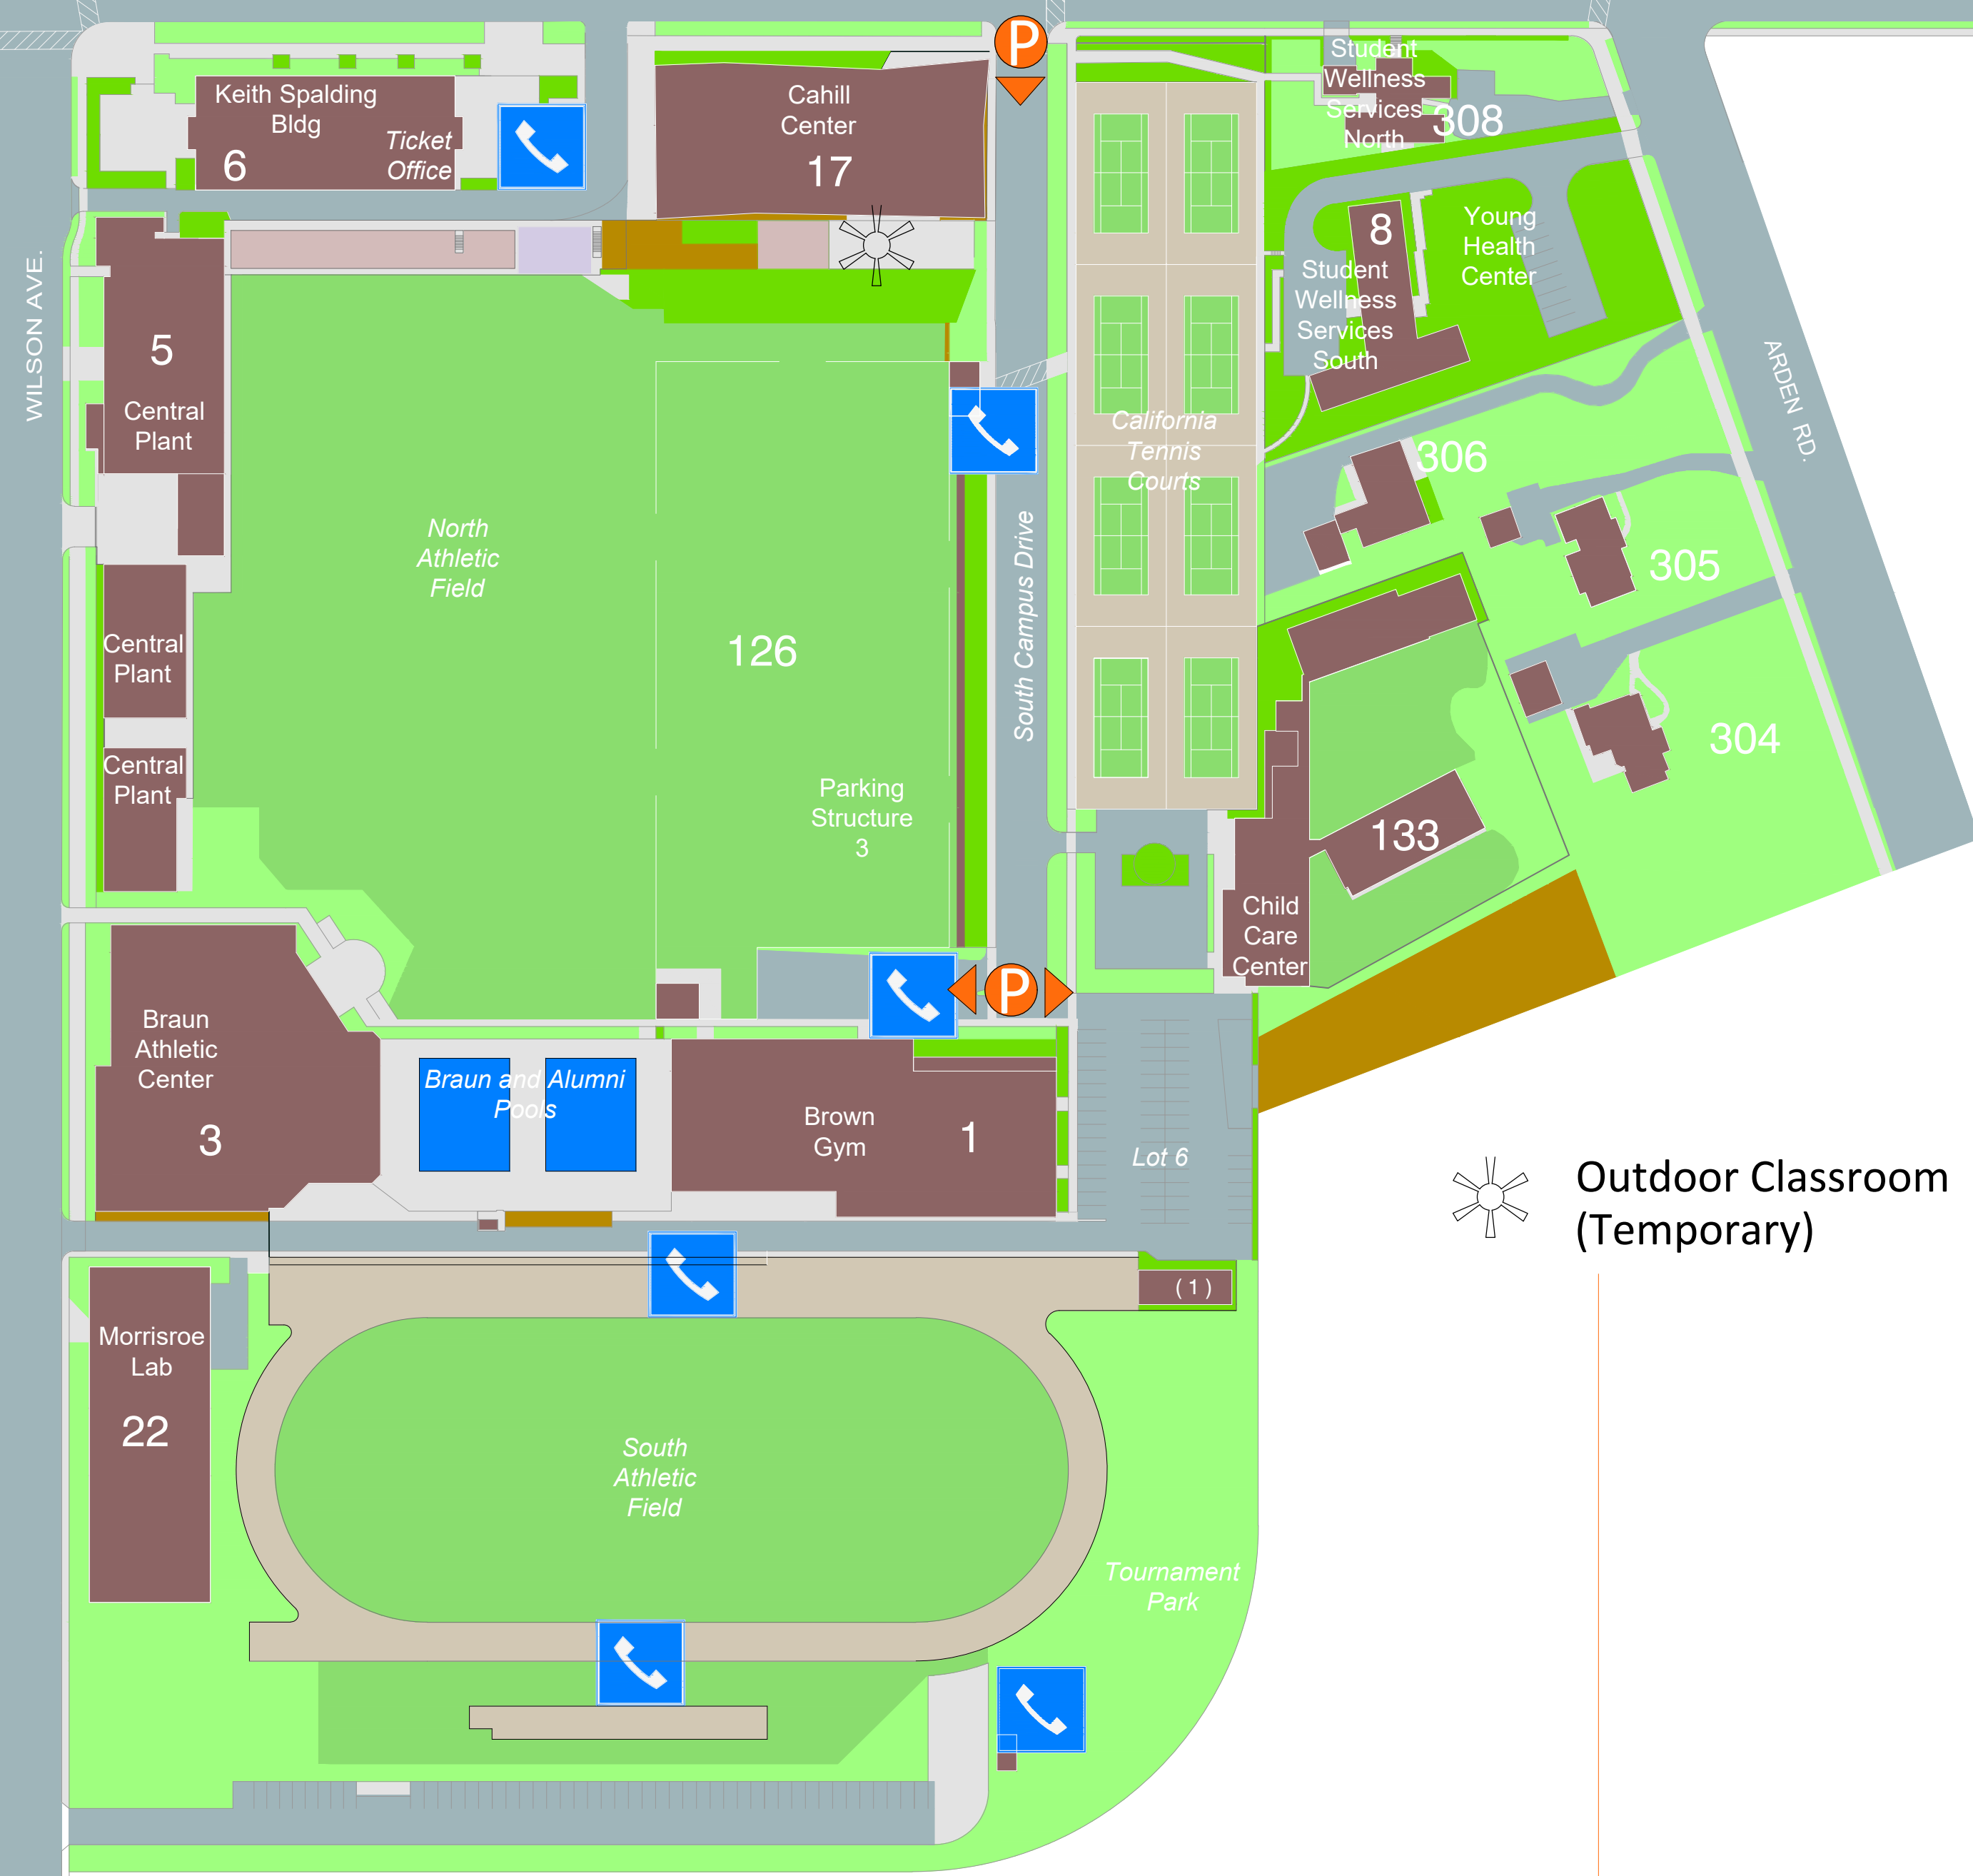 P
Keith Spalding
Bldg
Ticket
Office
6
Cahill
Center
17
Student
Wellness
Services
North
308
8
Young
Health
Center
Student
Wellness
Services
South
WILSON AVE.
5
Central
Plant
ARDEN RD.
California
Tennis
Courts
306
North
Athletic
Field
South Campus Drive
305
126
Central
Plant
304
Central
Plant
Parking
Structure
3
133
Child
Care
Center
P
Braun
Athletic
Center
3
Braun and Alumni
Pools
Brown
Gym
1
Lot 6
Outdoor Classroom
(Temporary)
( 1 )
Morrisroe
Lab
22
South
Athletic
Field
Tournament
Park